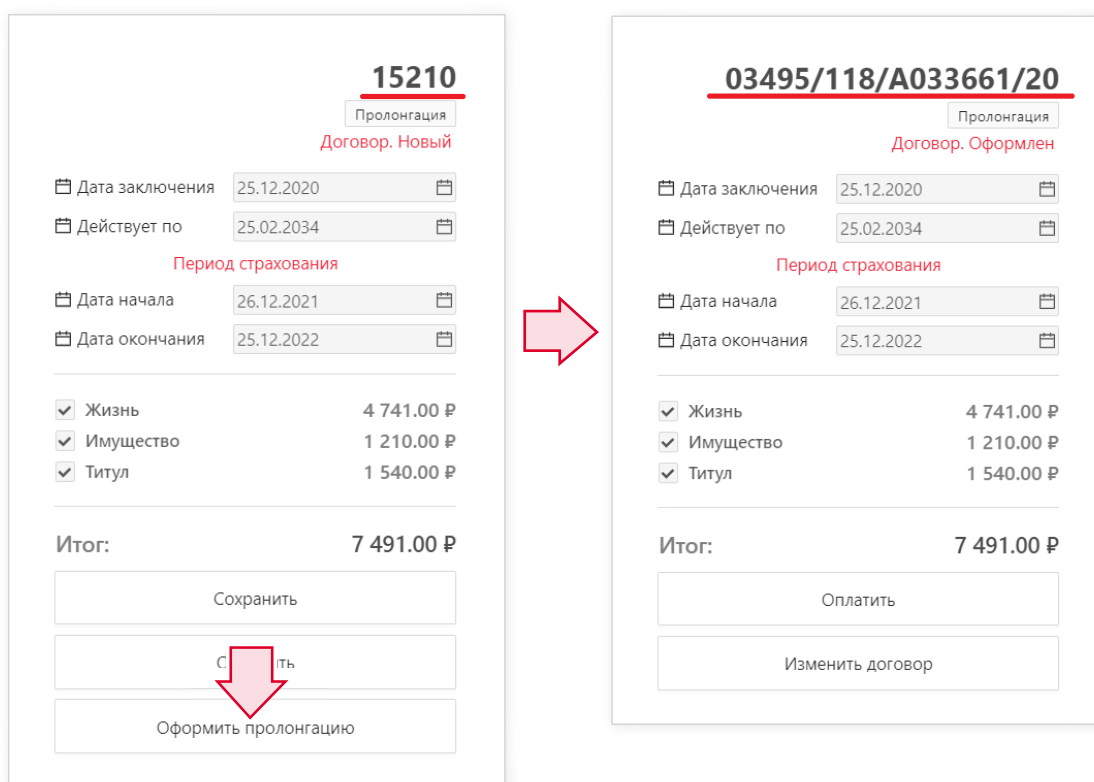 15210
Пролонгация
Договор. Новый
Дата заключения 25.12.2020
Действует по 25.02.2034
Период страхования
Дата начала 26.12.2021
Дата окончания 25.12.2022
Жизнь 4 741.00 ₽
Имущество 1 210.00 ₽
Титул 1 540.00 ₽
Итог: 7 491.00 ₽
Сохранить
Оформить пролонгацию
03495/118/A033661/20
Пролонгация
Договор. Оформлен
Дата заключения 25.12.2020
Действует по 25.02.2034
Период страхования
Дата начала 26.12.2021
Дата окончания 25.12.2022
Жизнь 4 741.00 ₽
Имущество 1 210.00 ₽
Титул 1 540.00 ₽
Итог: 7 491.00 ₽
Оплатить
Изменить договор